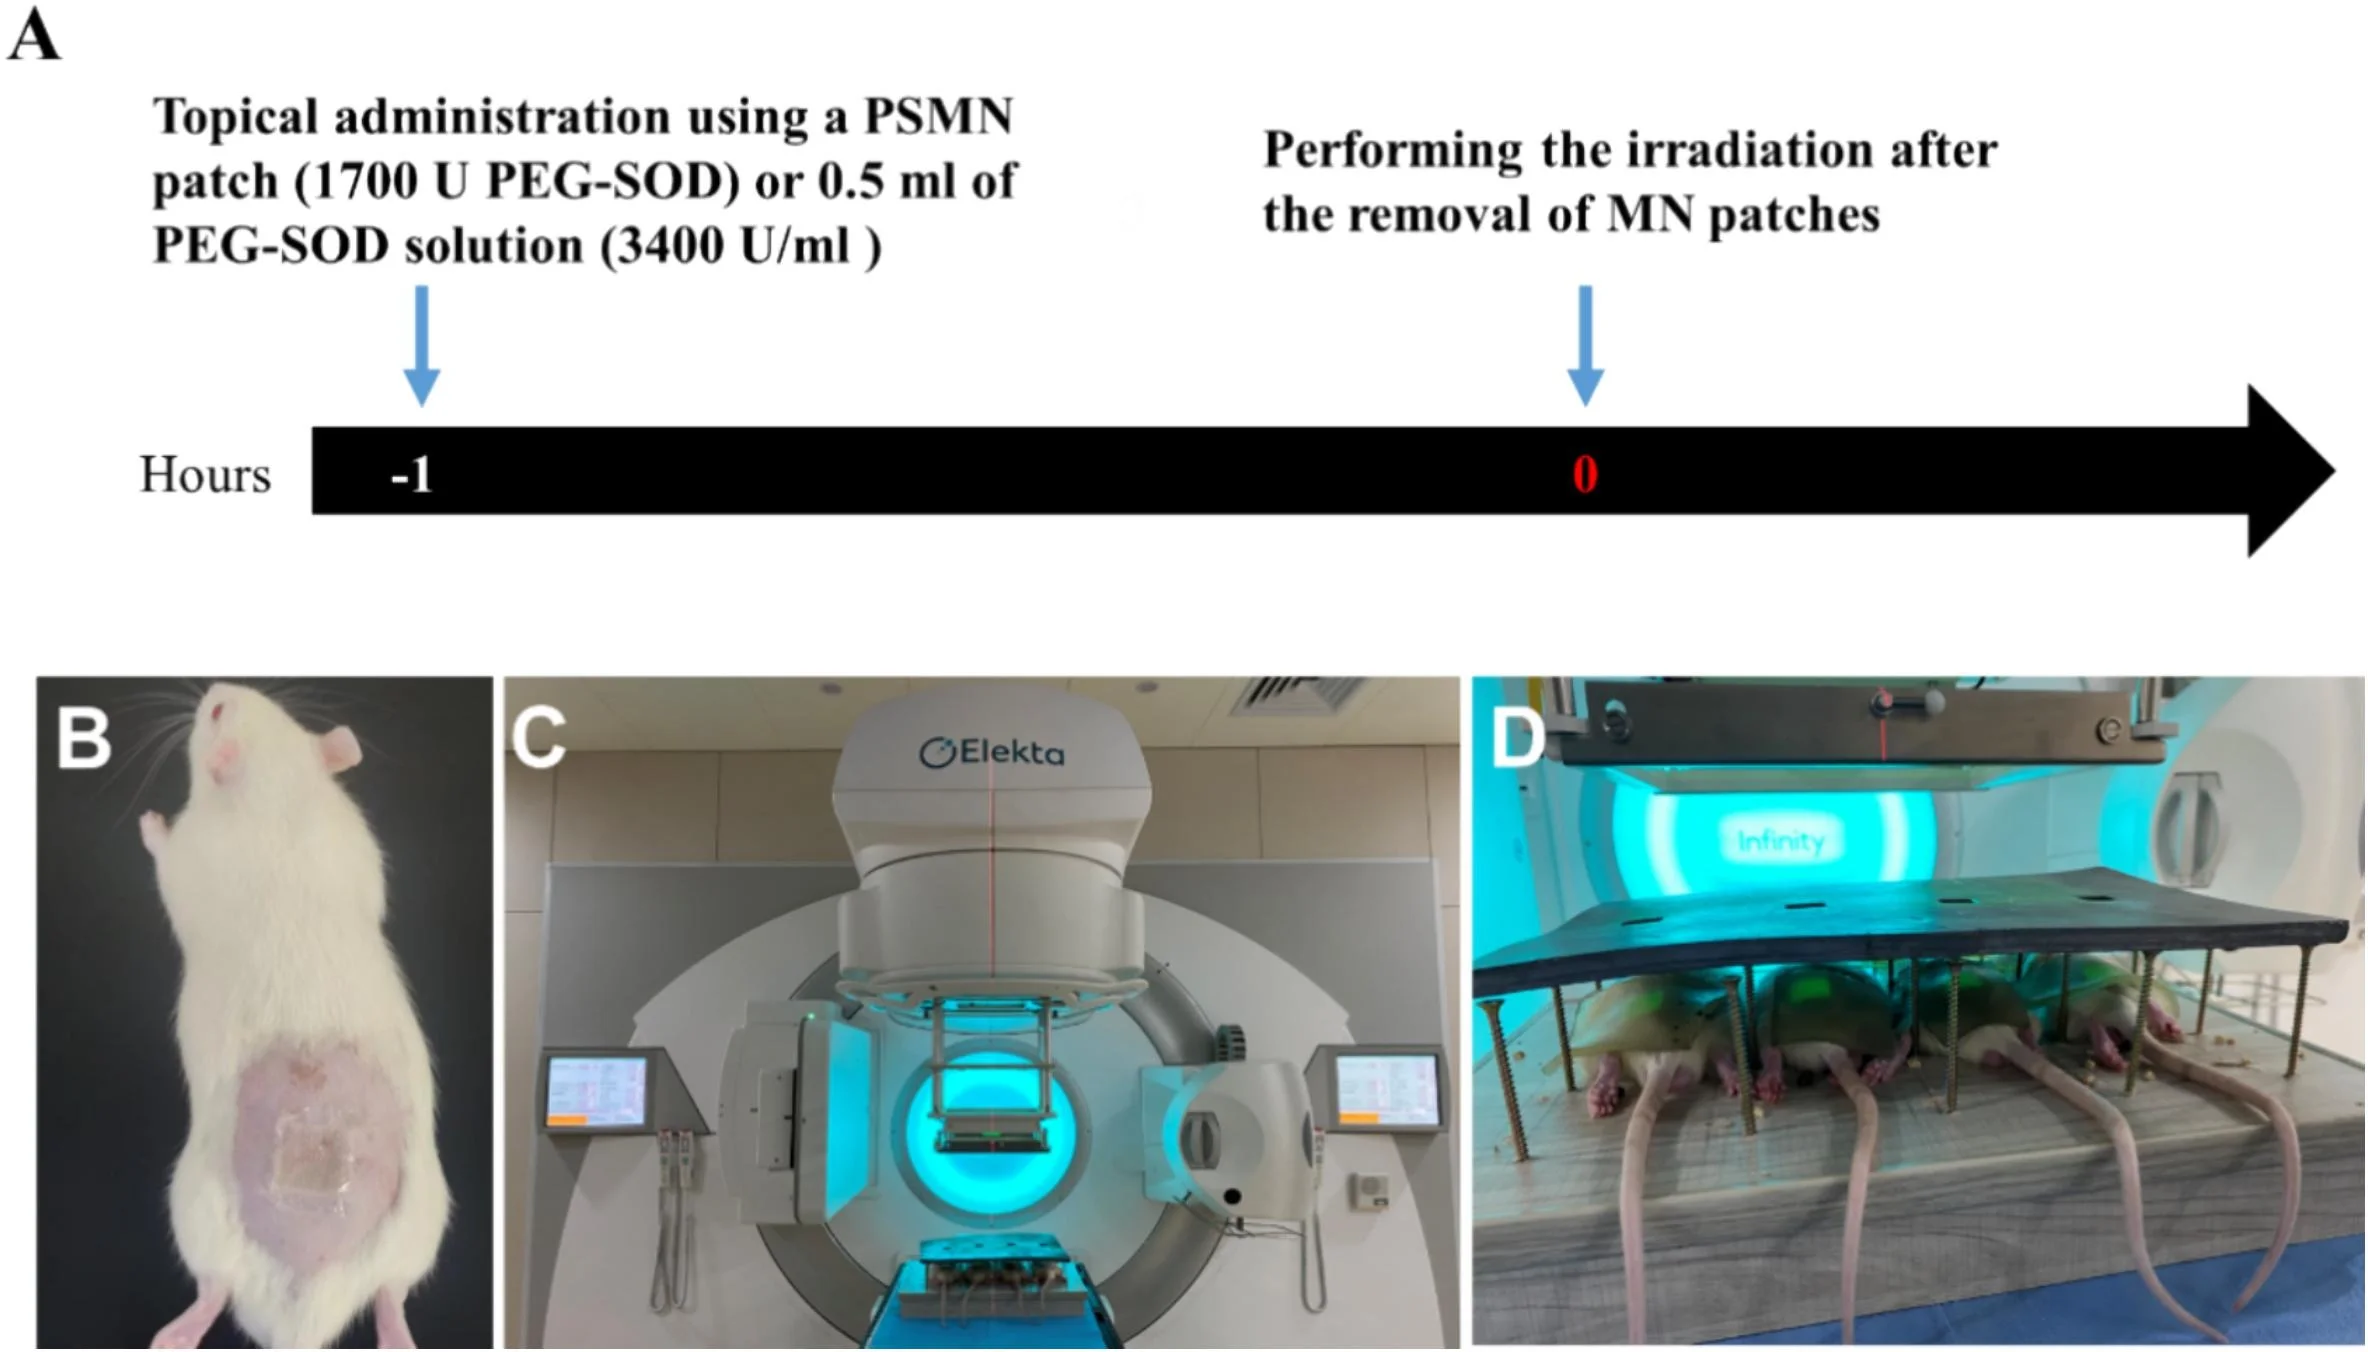 A
Topical administration using a PSMN
patch (1700 U PEG-SOD) or 0.5 ml of
PEG-SOD solution (3400 U/ml )
Performing the irradiation after
the removal of MN patches
Hours
-1
0
B
C
Elekta
D
Infinity